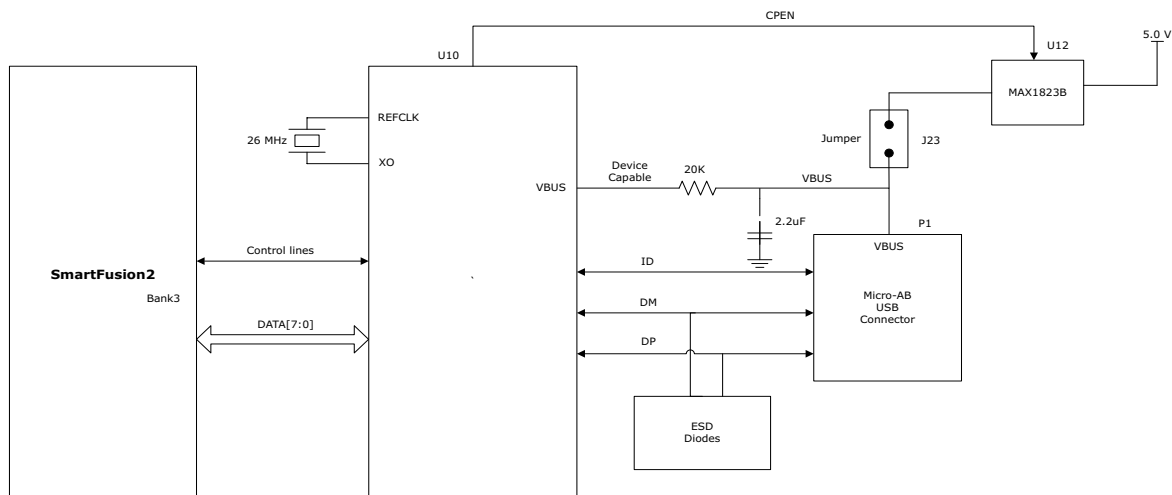 CPEN
5.0 V
U10
U12
MAX1823B
REFCLK
26 MHz
XO
Jumper
J23
Device
Capable
20K
VBUS
VBUS
2.2uF
P1
VBUS
Control lines
ID
SmartFusion2
Bank3
DM
Micro-AB
USB
Connector
DATA[7:0]
DP
ESD
Diodes